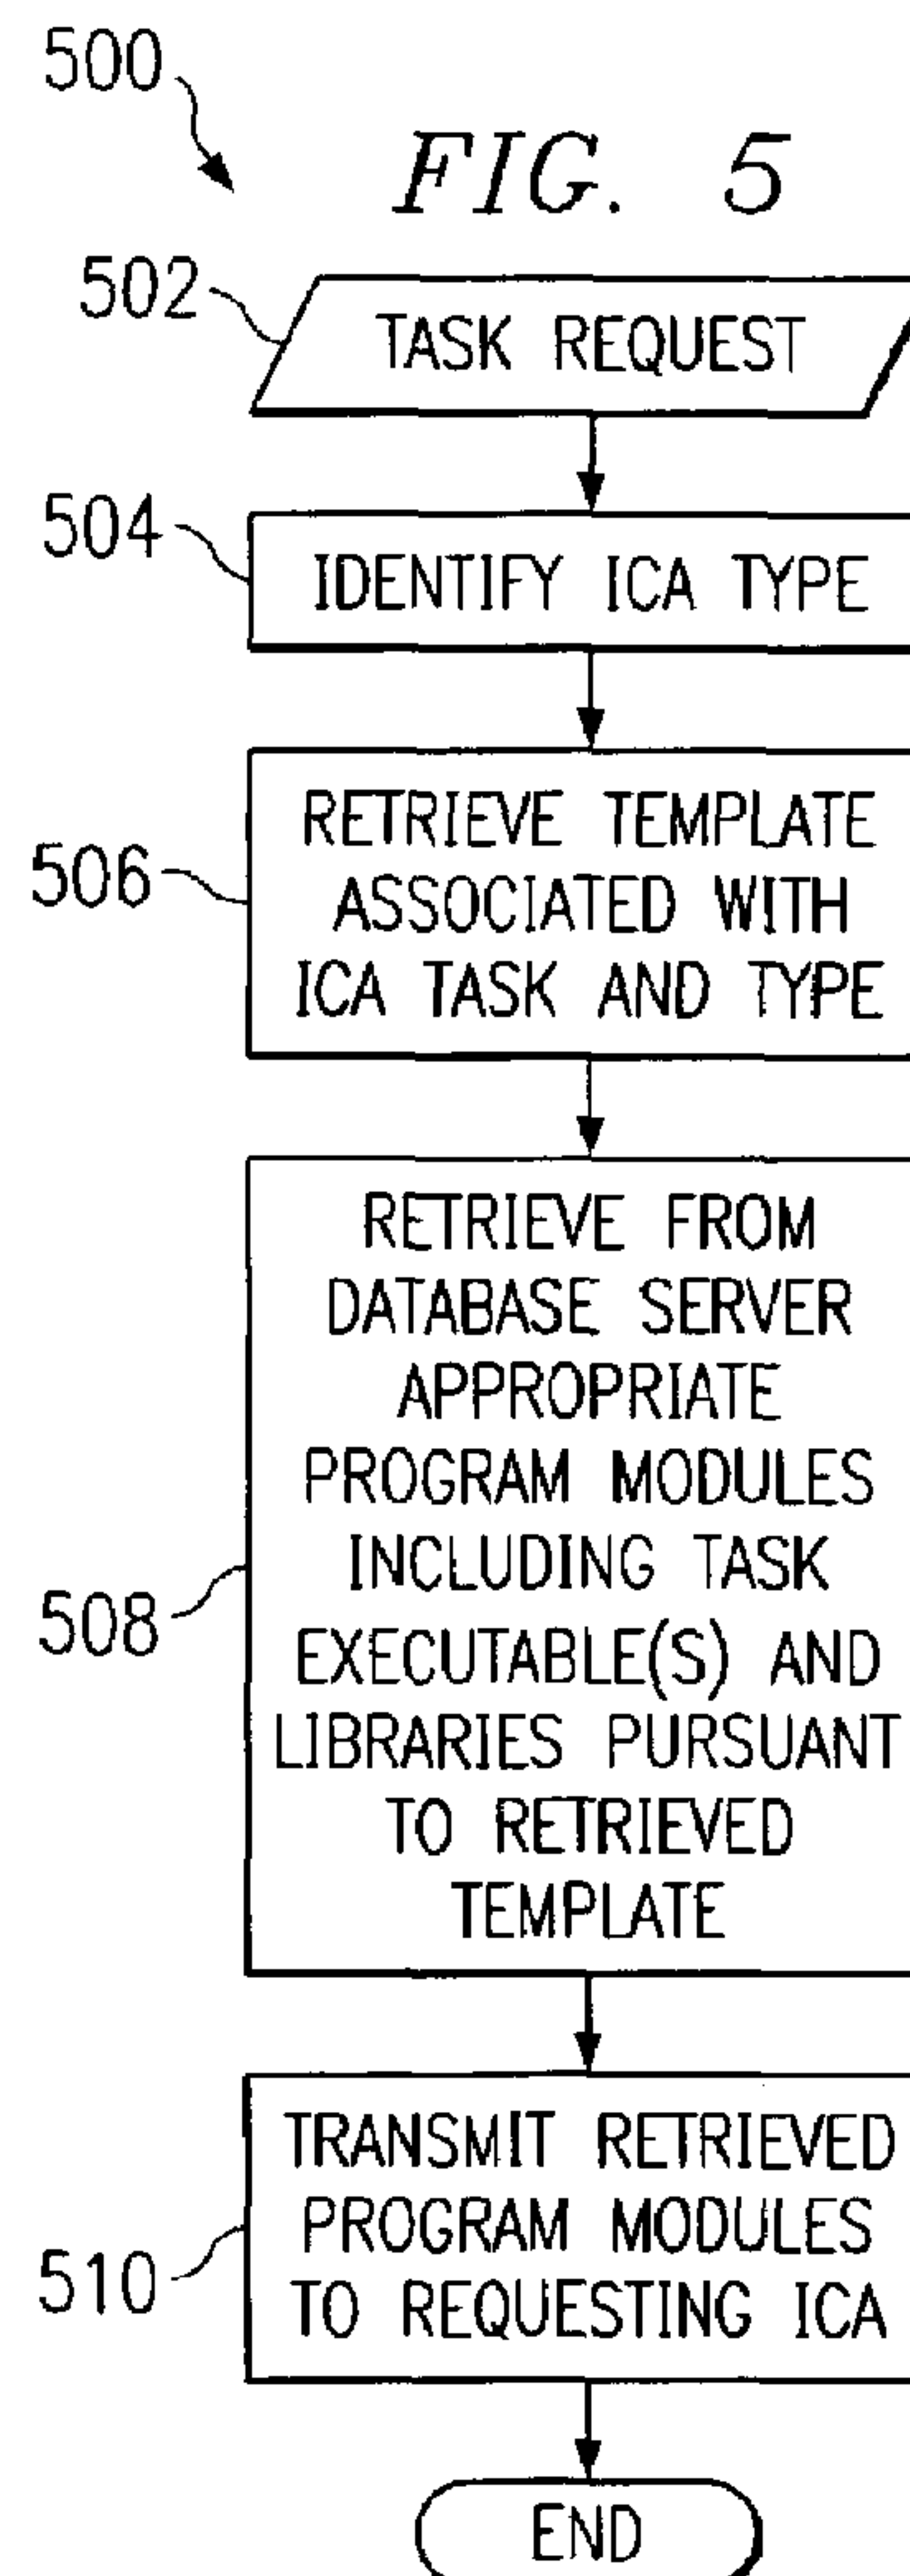 500
FIG. 5
502
TASK REQUEST
504
IDENTIFY ICA TYPE
506
RETRIEVE TEMPLATE
ASSOCIATED WITH
ICA TASK AND TYPE
508
RETRIEVE FROM
DATABASE SERVER
APPROPRIATE
PROGRAM MODULES
INCLUDING TASK
EXECUTABLE(S) AND
LIBRARIES PURSUANT
TO RETRIEVED
TEMPLATE
510
TRANSMIT RETRIEVED
PROGRAM MODULES
TO REQUESTING ICA
END